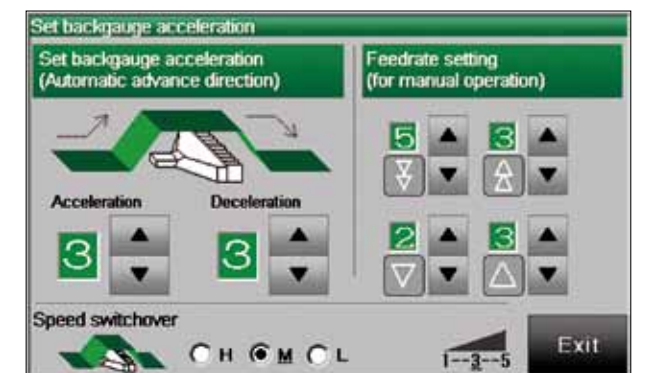 Set backgauge acceleration
Set backgauge acceleration
(Automatic advance direction)
Feedrate setting
(for manual operation)
5 3
Acceleration Deceleration
3 3
2 3
Speed switchover
H M L
1--3--5
Exit